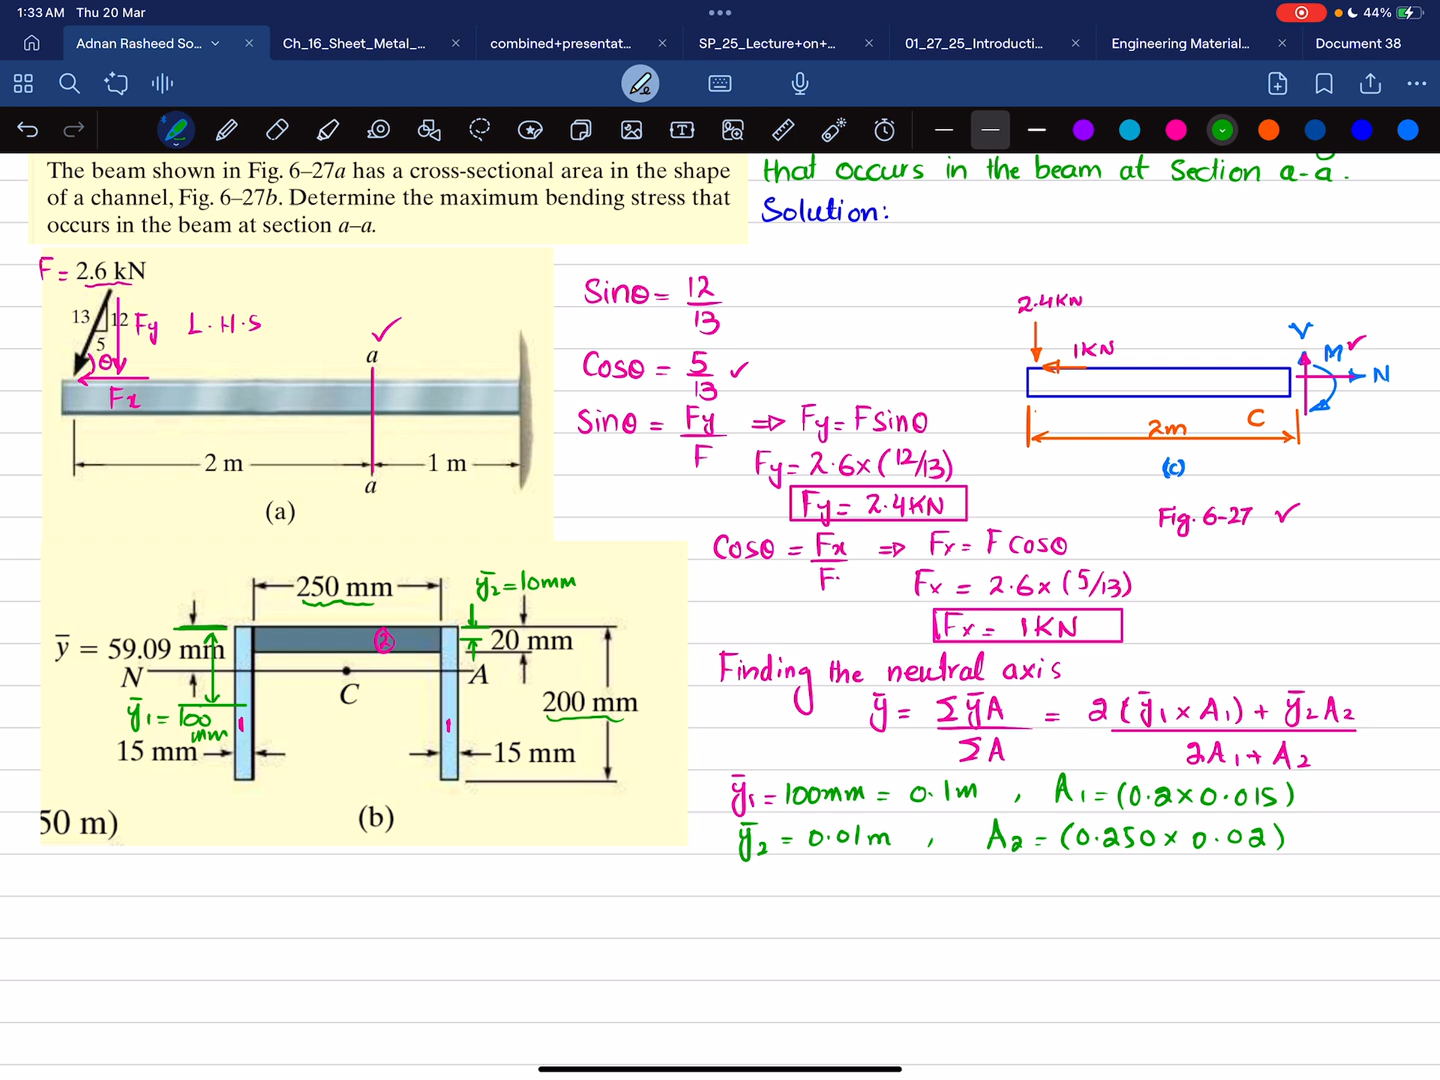 1:33 AM Thu 20 Mar
44%
Adnan Rasheed So...
Ch_16_Sheet_Metal_...
combined+presentat...
SP_25_Lecture+on+...
01_27_25_Introducti...
Engineering Material...
Document 38
The beam shown in Fig. 6–27a has a cross-sectional area in the shape
of a channel, Fig. 6–27b. Determine the maximum bending stress that
occurs in the beam at section a–a.
that occurs in the beam at Section a-a.
Solution:
F = 2.6 kN
13 12 Fy L.H.S
5
θ
Fx
a
2 m
1 m
a
(a)
Sinθ = 12/13
Cosθ = 5/13 ✓
Sinθ = Fy/F ⇒ Fy = F sinθ
Fy = 2.6 × (12/13)
Fy = 2.4KN
Cosθ = Fx/F ⇒ Fx = F cosθ
Fx = 2.6 × (5/13)
Fx = 1KN
2.4KN
1KN
V
M ✓
N
C
2m
(c)
Fig. 6-27 ✓
250 mm
ȳ2 = 10mm
ȳ = 59.09 mm
2
20 mm
N
A
C
200 mm
ȳ1 = 100 mm
1
1
15 mm
15 mm
50 m)
(b)
Finding the neutral axis
ȳ = ΣȳA/ΣA = 2(ȳ1 × A1) + ȳ2A2/2A1 + A2
ȳ1 = 100mm = 0.1m , A1 = (0.2 × 0.015)
ȳ2 = 0.01m , A2 = (0.250 × 0.02)